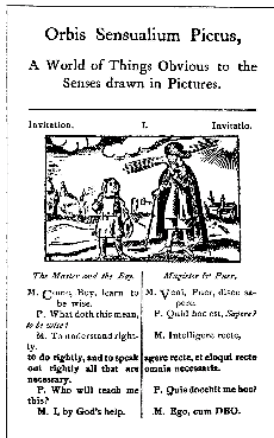 Orbis Sensualium Pictus,
A World of Things Obvious to the
Senses drawn in Pictures.
Invitation. I. Invitatio.
The Master and the Boy. Magister & Puer.
M. Come, Boy, learn to
be wise.
P. What doth this mean,
to be wise?
M. To understand right-
ly,
to do rightly, and to speak
out rightly all that are
necessary.
P. Who will teach me
this?
M. I, by God's help.
M. Veni, Puer, disce sa-
pere.
P. Quid hoc est, Sapere?
M. Intelligere recte,
agere recte, et eloqui recte
omnia necessaria.
P. Quis docebit me hoc?
M. Ego, cum DEO.